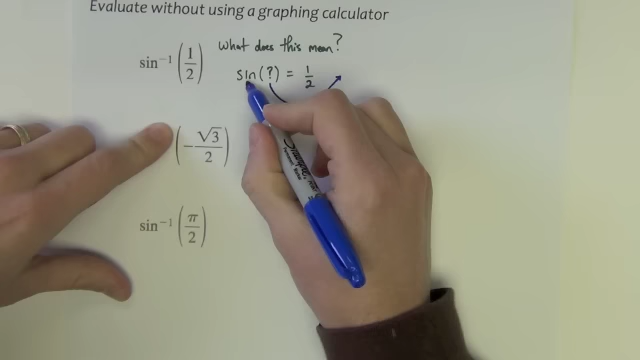 Evaluate without using a graphing calculator
sin⁻¹(1/2) What does this mean?
sin(?) = 1/2
(-√3/2)
sin⁻¹(π/2)